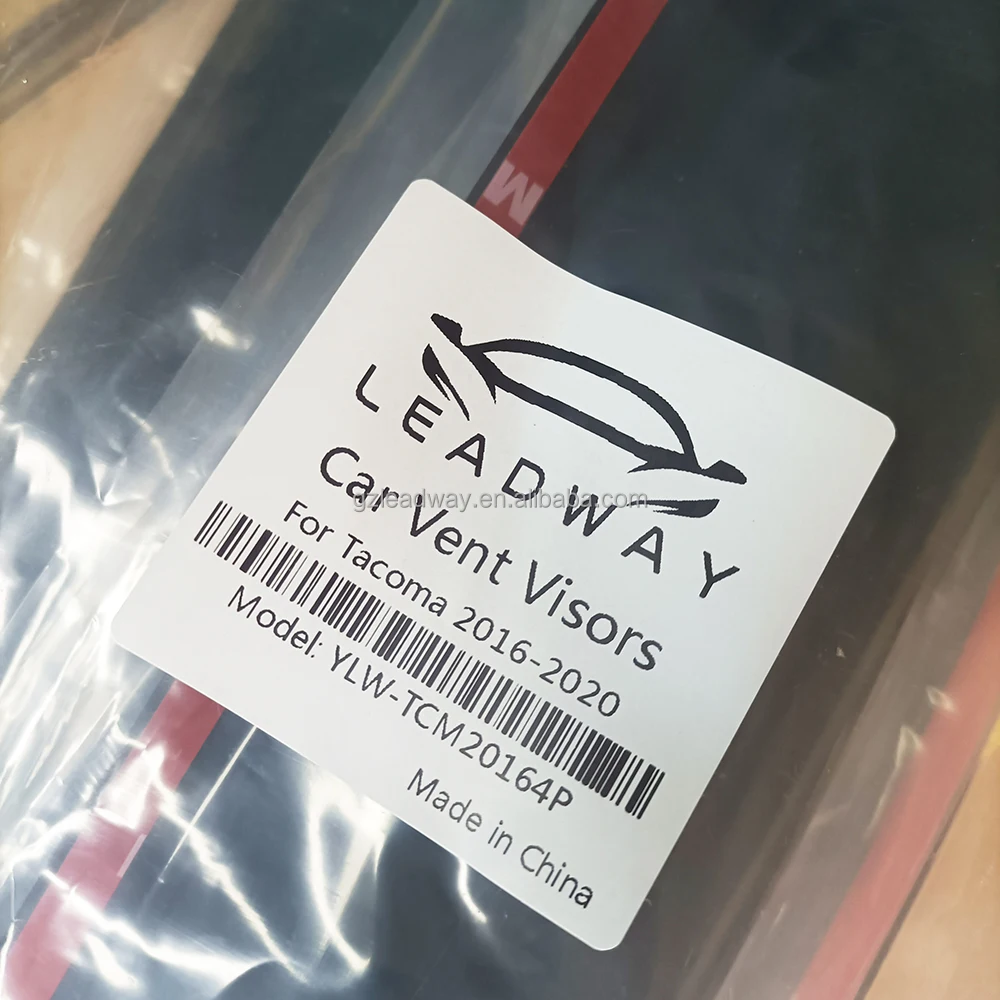 M
LEADWAY
gzleadway.en.alibaba.com
Car Vent Visors
For Tacoma 2016-2020
Model: YLW-TCM20164P
Made in China